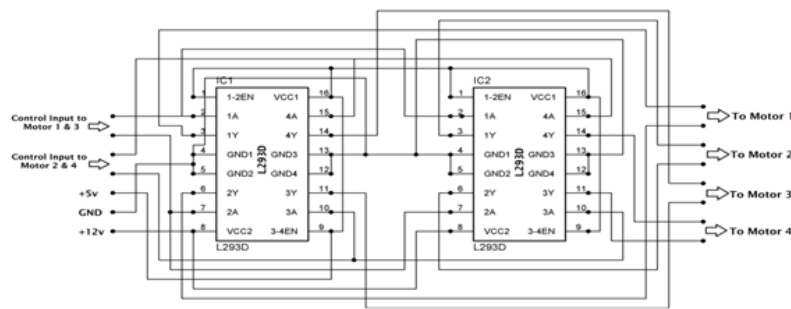 Control Input to
Motor 1 & 3
Control Input to
Motor 2 & 4
+5v
GND
+12v
IC1
1 1-2EN VCC1 16
2 1A 4A 15
3 1Y 4Y 14
4 GND1 GND3 13
5 GND2 GND4 12
6 2Y 3Y 11
7 2A 3A 10
8 VCC2 3-4EN 9
L293D
L293D
IC2
1 1-2EN VCC1 16
2 1A 4A 15
3 1Y 4Y 14
4 GND1 GND3 13
5 GND2 GND4 12
6 2Y 3Y 11
7 2A 3A 10
8 VCC2 3-4EN 9
L293D
L293D
To Motor 1
To Motor 2
To Motor 3
To Motor 4